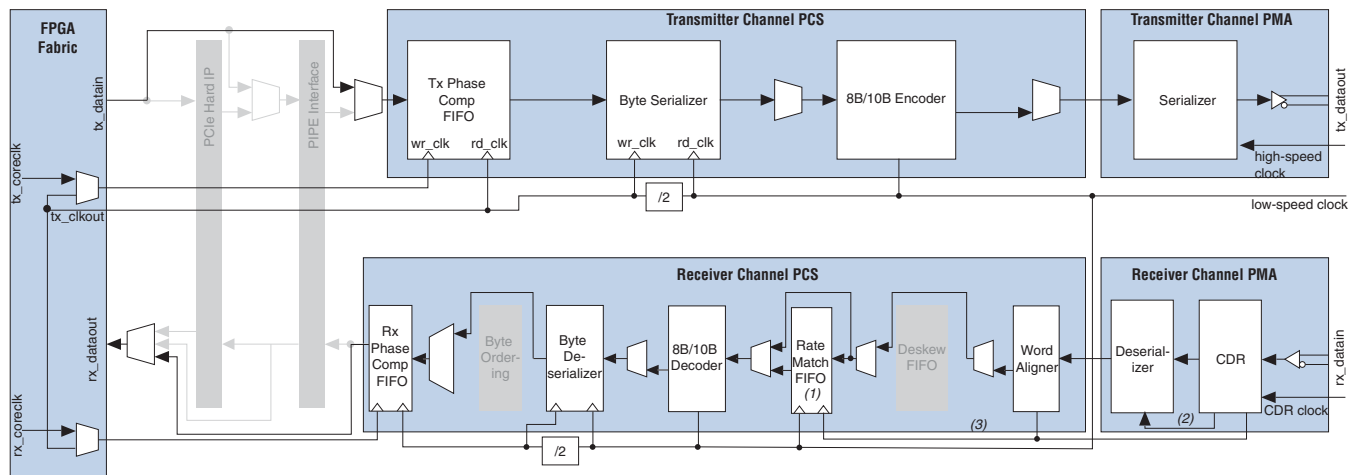 FPGA
Fabric
Transmitter Channel PCS
Transmitter Channel PMA
tx_datain
PCIe Hard IP
PIPE Interface
Tx Phase
Comp
FIFO
wr_clk
rd_clk
Byte Serializer
wr_clk
rd_clk
8B/10B Encoder
Serializer
tx_dataout
high-speed
clock
tx_coreclk
tx_clkout
/2
low-speed clock
Receiver Channel PCS
Receiver Channel PMA
rx_dataout
Rx
Phase
Comp
FIFO
Byte
Order-
ing
Byte
De-
serializer
8B/10B
Decoder
Rate
Match
FIFO
(1)
Deskew
FIFO
Word
Aligner
Deserial-
izer
CDR
rx_datain
CDR clock
(2)
(3)
rx_coreclk
/2